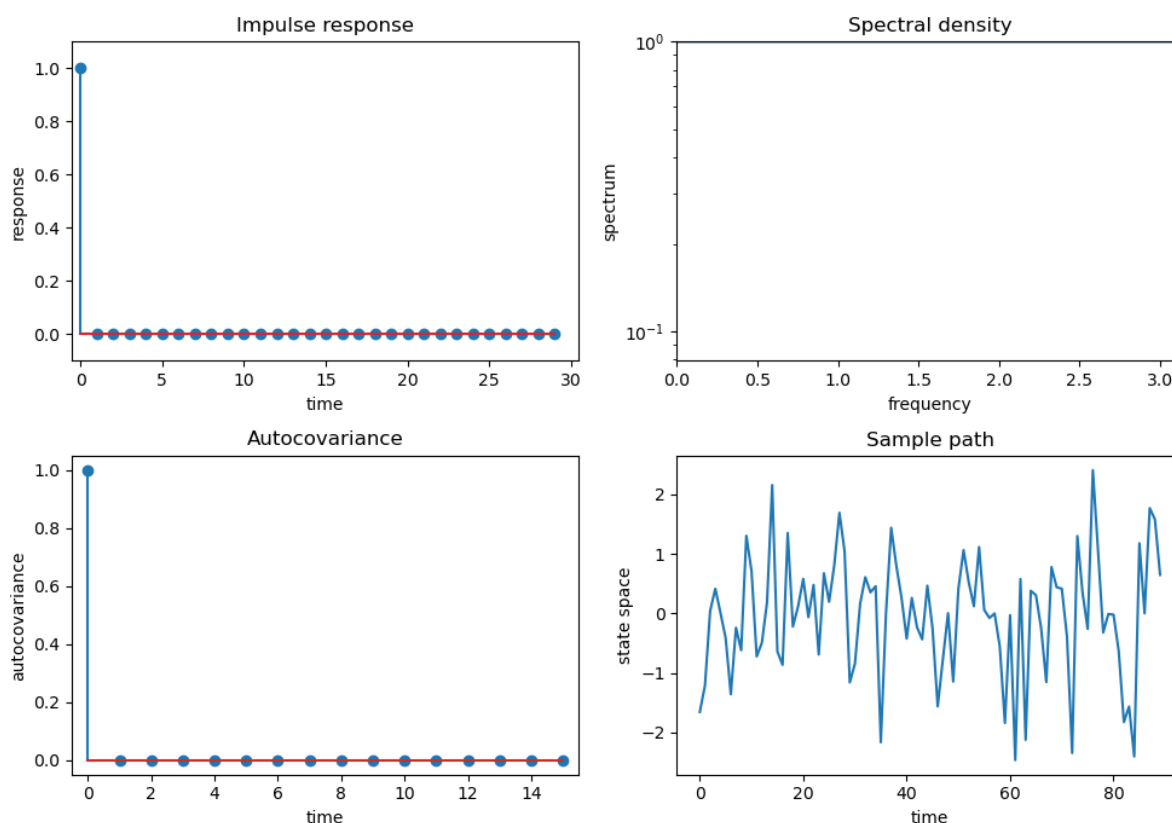 Impulse response
1.0
0.8
0.6
0.4
0.2
0.0
response
0 5 10 15 20 25 30
time
Spectral density
10⁰
10⁻¹
spectrum
0.0 0.5 1.0 1.5 2.0 2.5 3.0
frequency
Autocovariance
1.0
0.8
0.6
0.4
0.2
0.0
autocovariance
0 2 4 6 8 10 12 14
time
Sample path
2
1
0
−1
−2
state space
0 20 40 60 80
time